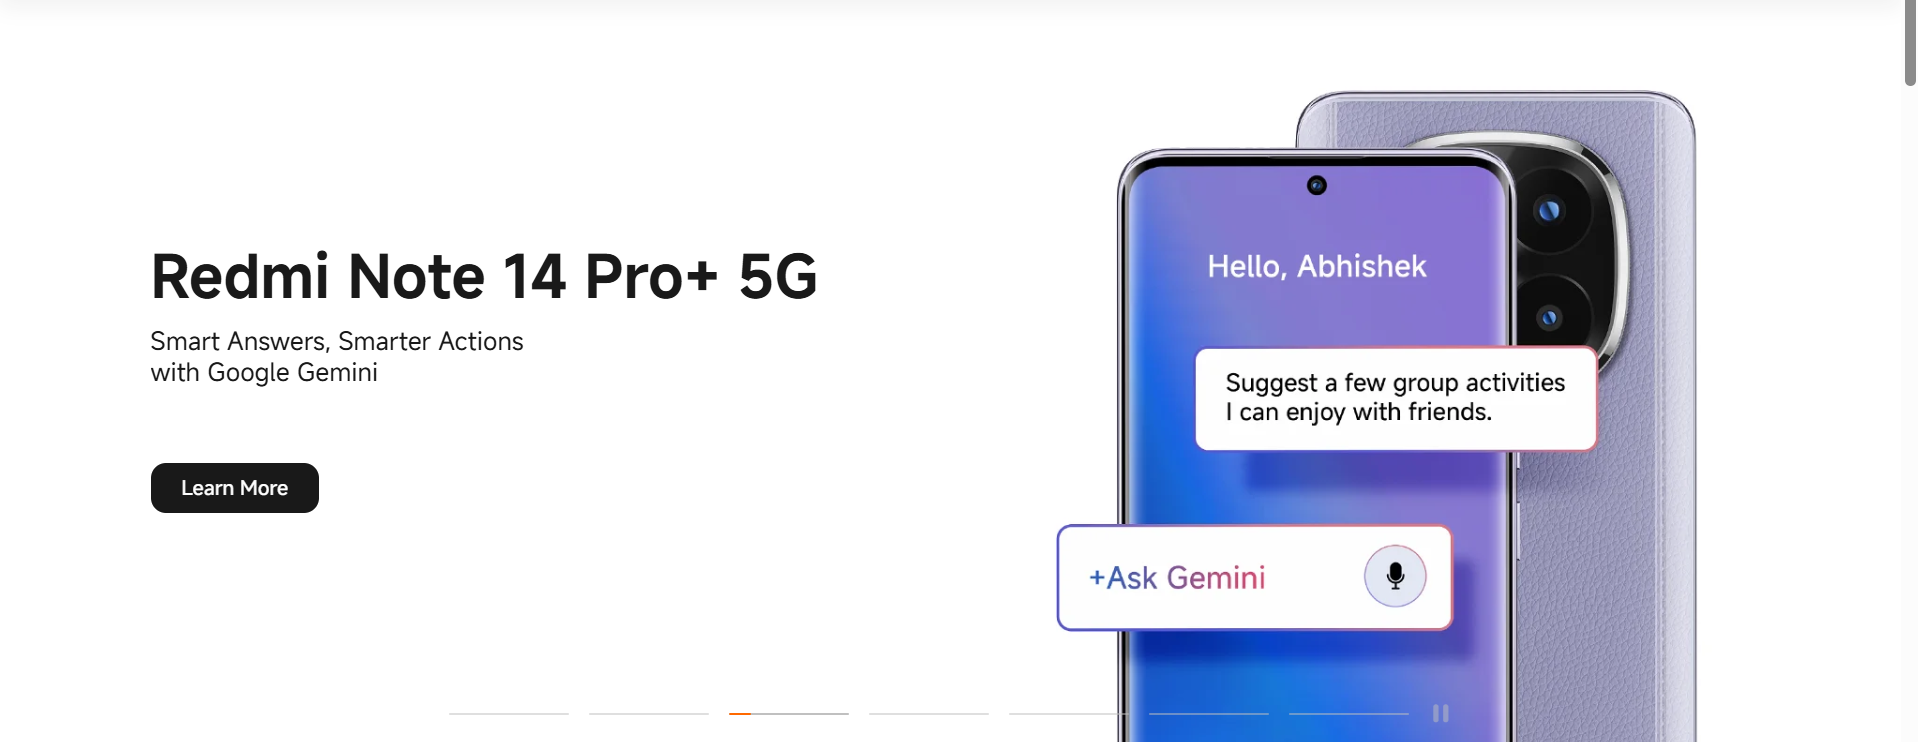 Redmi Note 14 Pro+ 5G
Smart Answers, Smarter Actions
with Google Gemini
Learn More
Hello, Abhishek
Suggest a few group activities
I can enjoy with friends.
+Ask Gemini